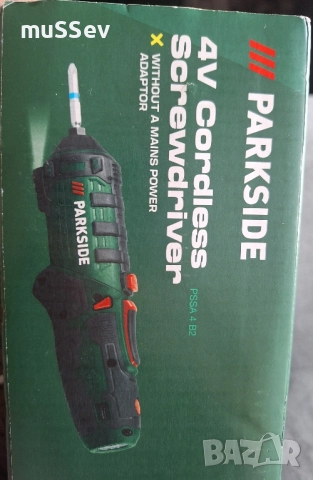 muSSev
PARKSIDE
4V Cordless
Screwdriver
PSSA 4 B2
X WITHOUT A MAINS POWER
ADAPTOR
PARKSIDE
BAZAR